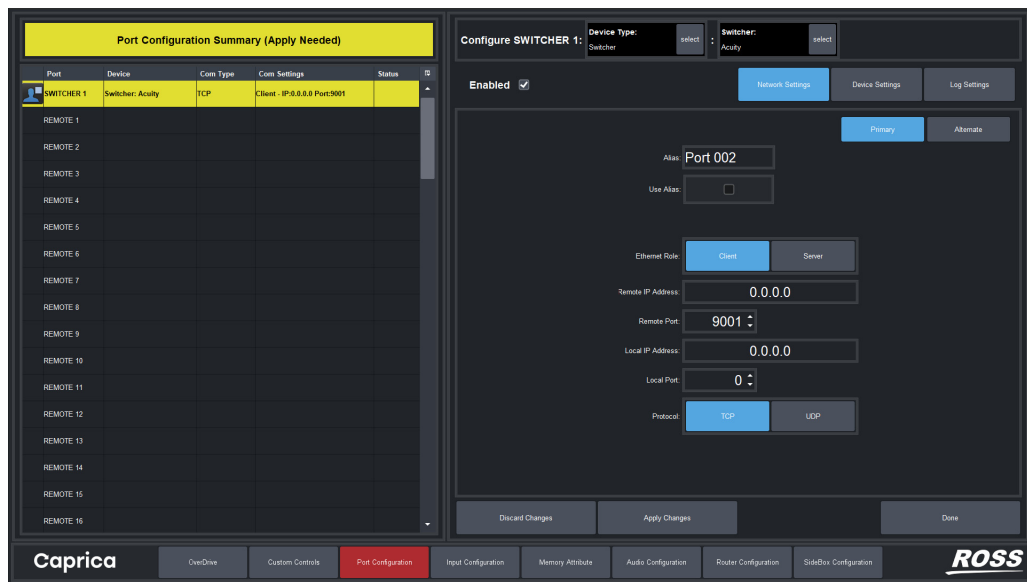 Port Configuration Summary (Apply Needed)
Port Device Com Type Com Settings Status
SWITCHER 1 Switcher: Acuity TCP Client - IP:0.0.0.0 Port:9001
REMOTE 1
REMOTE 2
REMOTE 3
REMOTE 4
REMOTE 5
REMOTE 6
REMOTE 7
REMOTE 8
REMOTE 9
REMOTE 10
REMOTE 11
REMOTE 12
REMOTE 13
REMOTE 14
REMOTE 15
REMOTE 16
Configure SWITCHER 1: Device Type: Switcher select : Switcher: Acuity select
Enabled Network Settings Device Settings Log Settings
Primary Alternate
Alias: Port 002
Use Alias:
Ethernet Role: Client Server
Remote IP Address: 0.0.0.0
Remote Port: 9001
Local IP Address: 0.0.0.0
Local Port: 0
Protocol: TCP UDP
Discard Changes Apply Changes Done
Caprica OverDrive Custom Controls Port Configuration Input Configuration Memory Attribute Audio Configuration Router Configuration SideBox Configuration ROSS